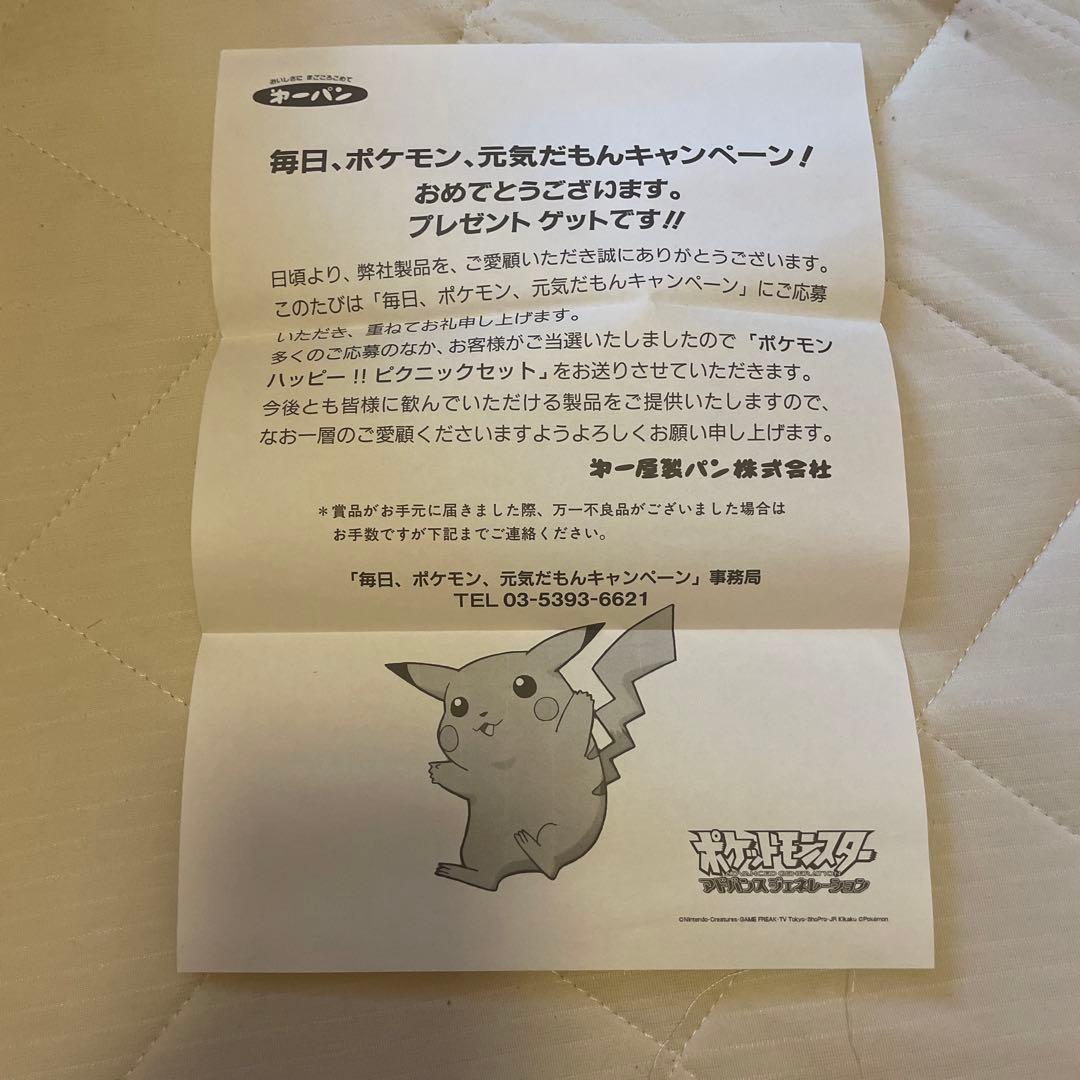 おいしさに まごころこめて
第一パン
毎日、ポケモン、元気だもんキャンペーン！
おめでとうございます。
プレゼント ゲットです!!
日頃より、弊社製品を、ご愛顧いただき誠にありがとうございます。
このたびは「毎日、ポケモン、元気だもんキャンペーン」にご応募
いただき、重ねてお礼申し上げます。
多くのご応募のなか、お客様がご当選いたしましたので「ポケモン
ハッピー!! ピクニックセット」をお送りさせていただきます。
今後とも皆様に歓んでいただける製品をご提供いたしますので、
なお一層のご愛顧くださいますようよろしくお願い申し上げます。
第一屋製パン株式会社
＊賞品がお手元に届きました際、万一不良品がございました場合は
お手数ですが下記までご連絡ください。
「毎日、ポケモン、元気だもんキャンペーン」事務局
TEL 03-5393-6621
ポケットモンスター
ADVANCED GENERATION
アドバンスジェネレーション
©Nintendo・Creatures・GAME FREAK・TV Tokyo・ShoPro・JR Kikaku ©Pokémon